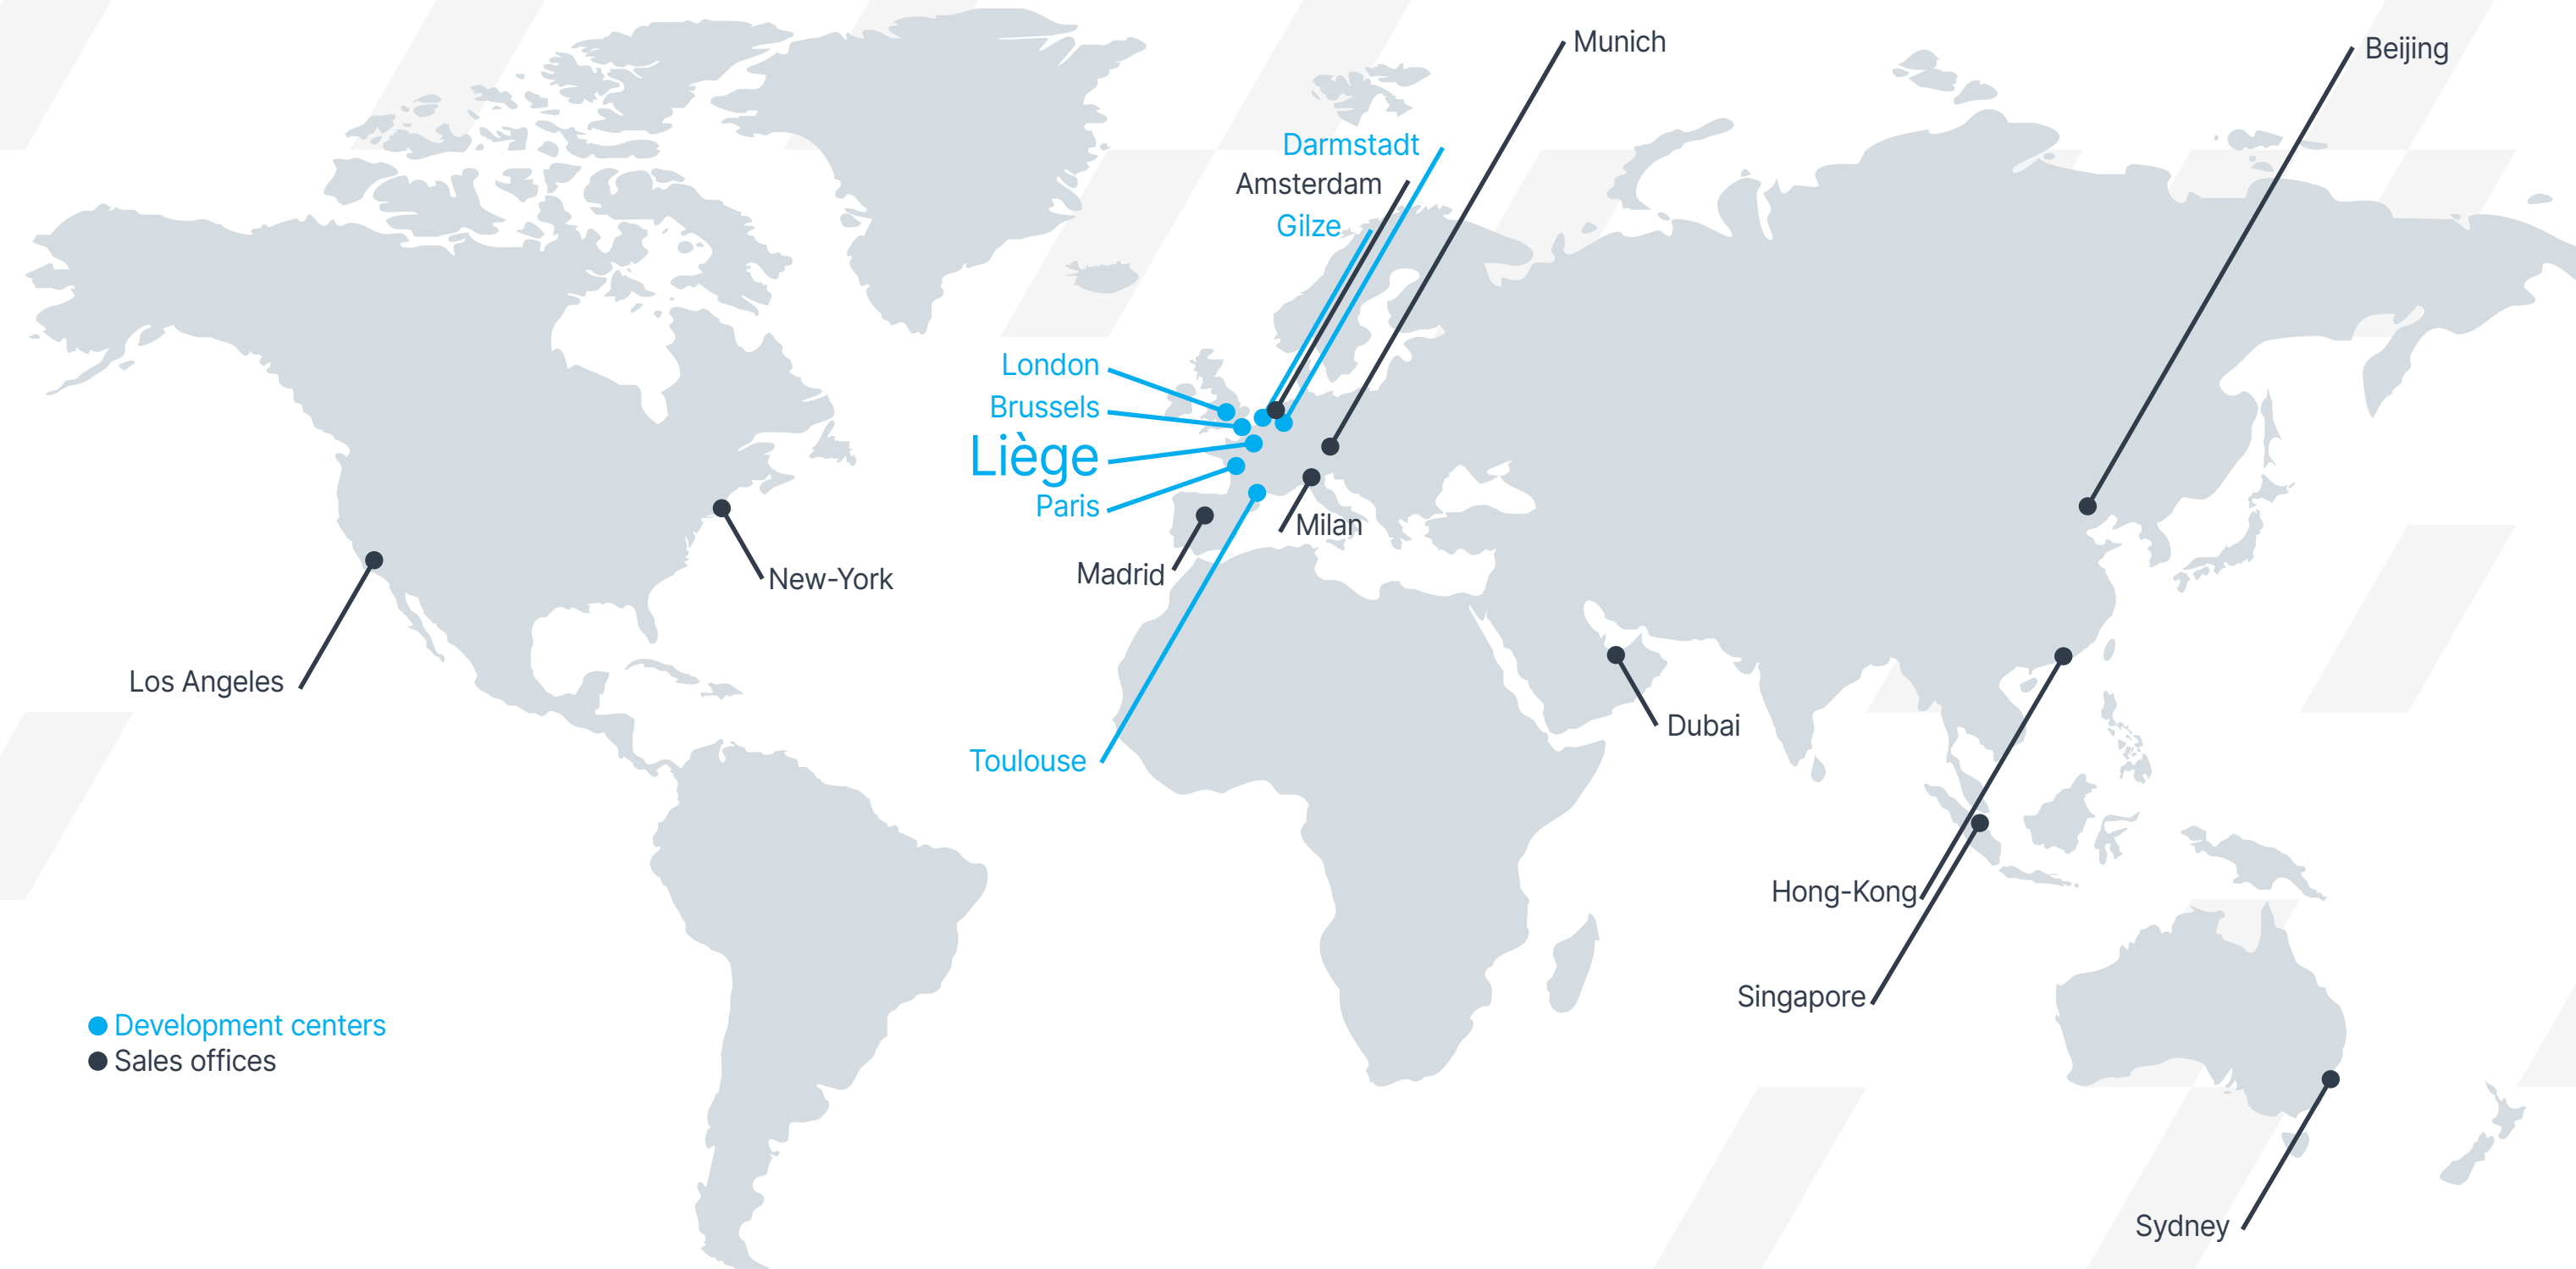 Munich
Beijing
Darmstadt
Amsterdam
Gilze
London
Brussels
Liège
Paris
Milan
Madrid
New-York
Los Angeles
Dubai
Toulouse
Hong-Kong
Singapore
Development centers
Sales offices
Sydney